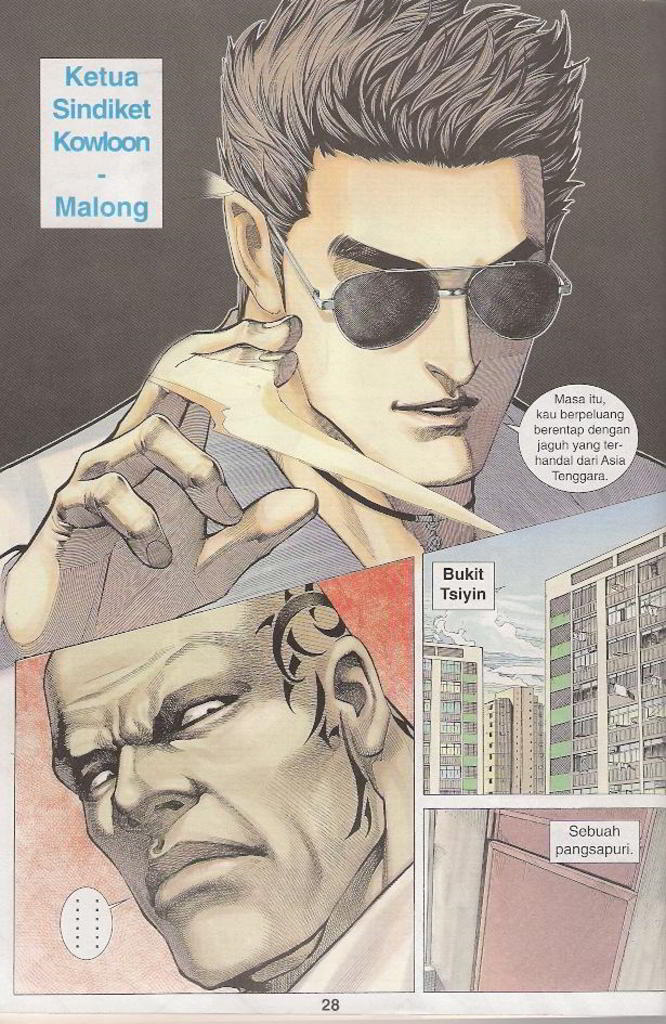 Ketua
Sindiket
Kowloon
-
Malong
Masa itu,
kau berpeluang
berentap dengan
jaguh yang ter-
handal dari Asia
Tenggara.
Bukit
Tsiyin
Sebuah
pangsapuri.
28